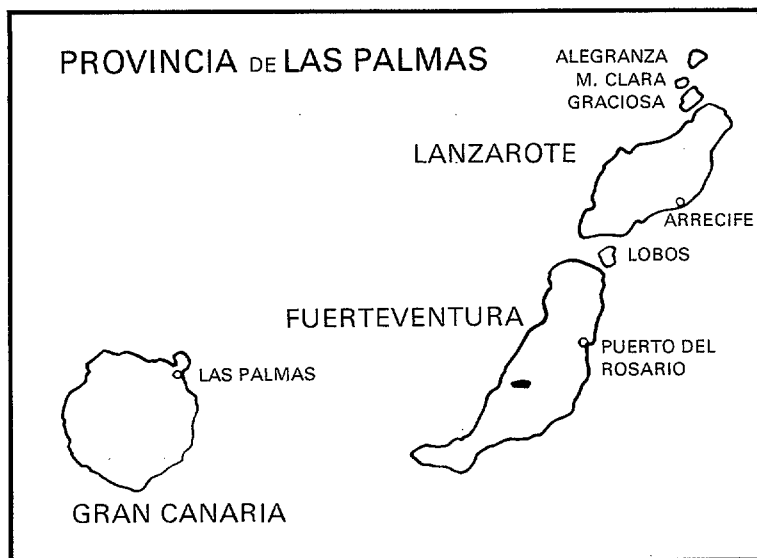 PROVINCIA DE LAS PALMAS
ALEGRANZA
M. CLARA
GRACIOSA
LANZAROTE
ARRECIFE
LOBOS
FUERTEVENTURA
PUERTO DEL
ROSARIO
LAS PALMAS
GRAN CANARIA